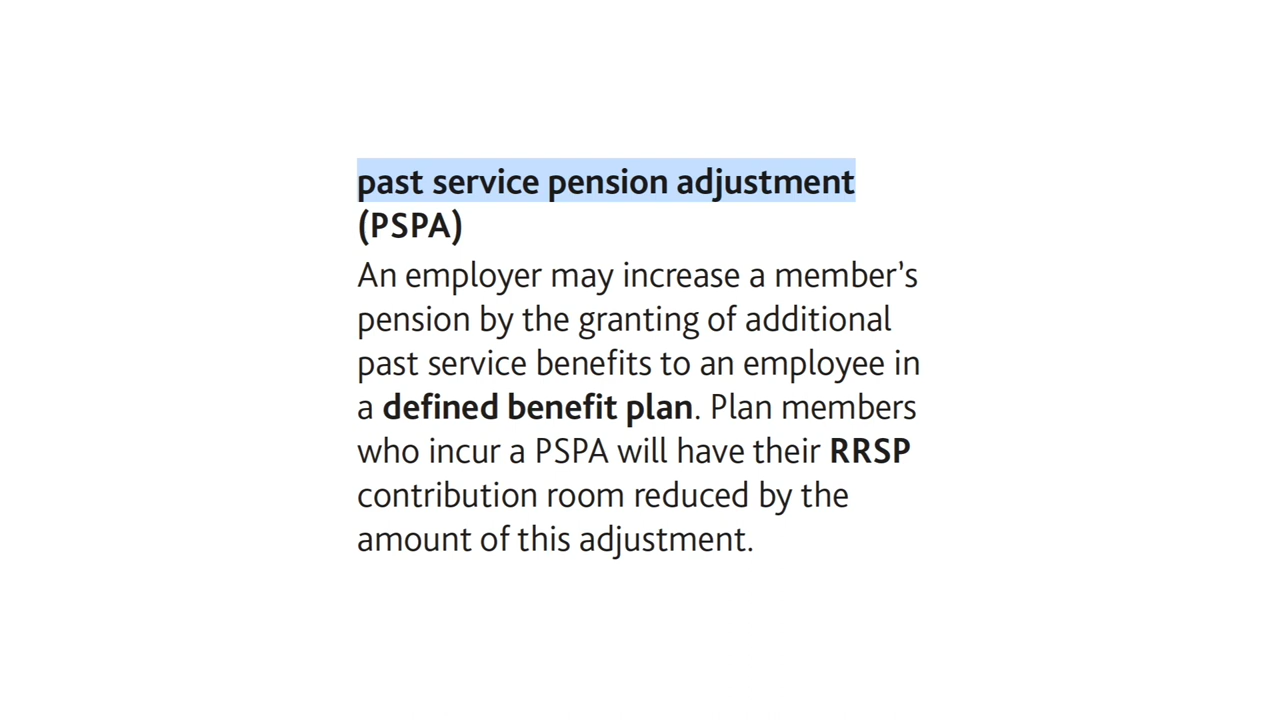 past service pension adjustment
(PSPA)
An employer may increase a member’s
pension by the granting of additional
past service benefits to an employee in
a defined benefit plan. Plan members
who incur a PSPA will have their RRSP
contribution room reduced by the
amount of this adjustment.